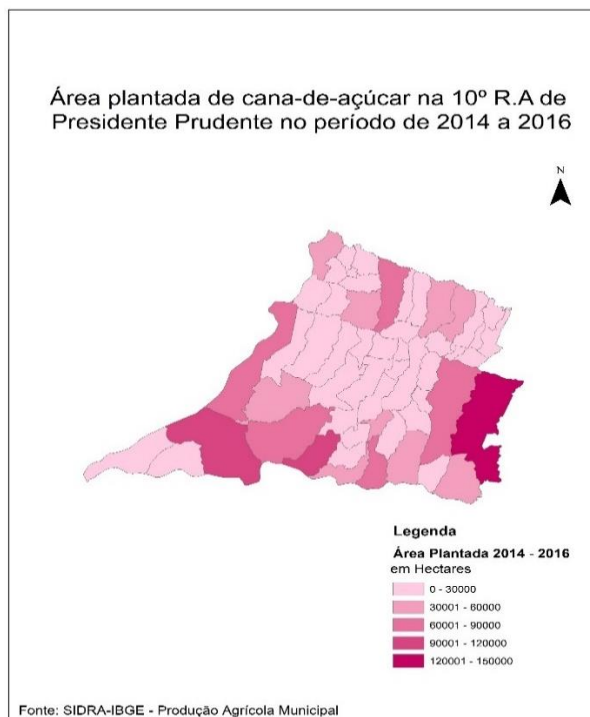 Área plantada de cana-de-açúcar na 10º R.A de
Presidente Prudente no período de 2014 a 2016
N
Legenda
Área Plantada 2014 - 2016
em Hectares
0 - 30000
30001 - 60000
60001 - 90000
90001 - 120000
120001 - 150000
Fonte: SIDRA-IBGE - Produção Agrícola Municipal